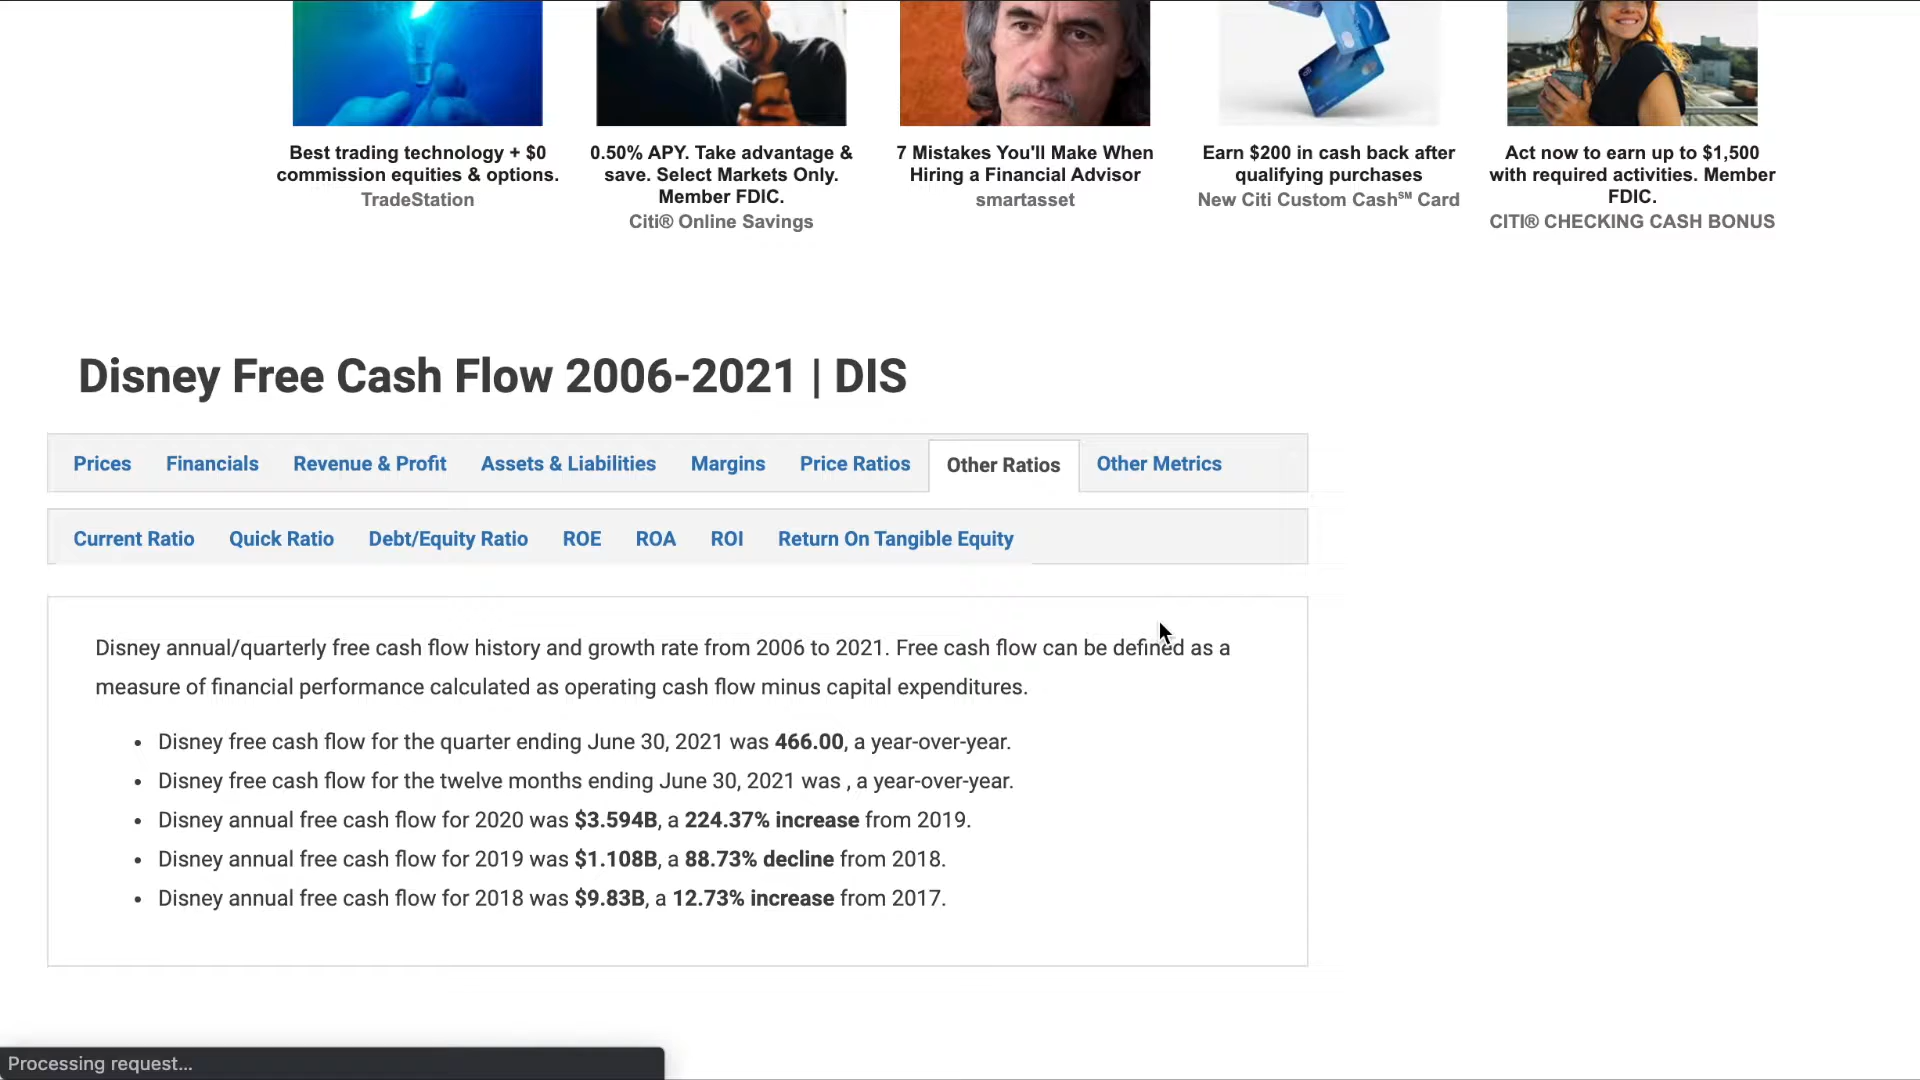 Best trading technology + $0
commission equities & options.
TradeStation
0.50% APY. Take advantage &
save. Select Markets Only.
Member FDIC.
Citi® Online Savings
7 Mistakes You'll Make When
Hiring a Financial Advisor
smartasset
Earn $200 in cash back after
qualifying purchases
New Citi Custom Cash℠ Card
Act now to earn up to $1,500
with required activities. Member
FDIC.
CITI® CHECKING CASH BONUS
Disney Free Cash Flow 2006-2021 | DIS
Prices Financials Revenue & Profit Assets & Liabilities Margins Price Ratios Other Ratios Other Metrics
Current Ratio Quick Ratio Debt/Equity Ratio ROE ROA ROI Return On Tangible Equity
Disney annual/quarterly free cash flow history and growth rate from 2006 to 2021. Free cash flow can be defined as a
measure of financial performance calculated as operating cash flow minus capital expenditures.
• Disney free cash flow for the quarter ending June 30, 2021 was 466.00, a year-over-year.
• Disney free cash flow for the twelve months ending June 30, 2021 was , a year-over-year.
• Disney annual free cash flow for 2020 was $3.594B, a 224.37% increase from 2019.
• Disney annual free cash flow for 2019 was $1.108B, a 88.73% decline from 2018.
• Disney annual free cash flow for 2018 was $9.83B, a 12.73% increase from 2017.
Processing request...